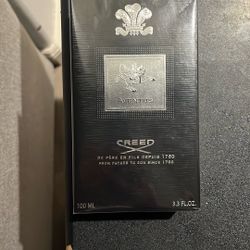 AVENTUS
CREED
DE PÈRE EN FILS DEPUIS 1760
FROM FATHER TO SON SINCE 1760
100 ML 3.3 FL.OZ.